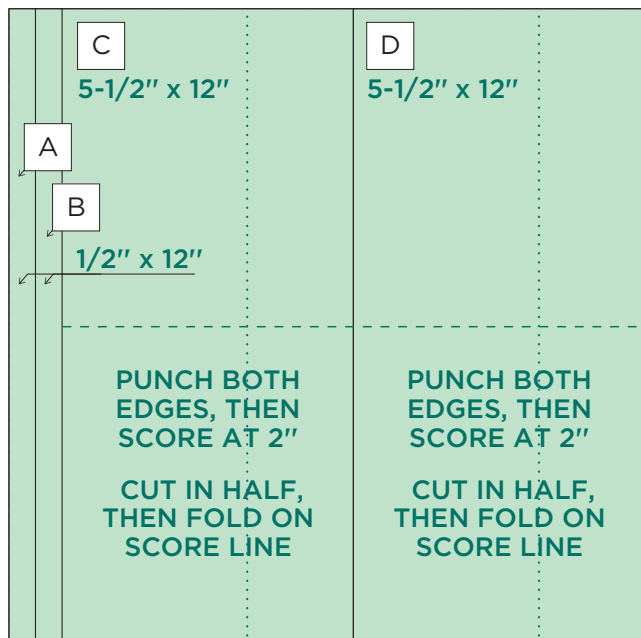 C
5-1/2" x 12"
D
5-1/2" x 12"
A
B
1/2" x 12"
PUNCH BOTH
EDGES, THEN
SCORE AT 2"
CUT IN HALF,
THEN FOLD ON
SCORE LINE
PUNCH BOTH
EDGES, THEN
SCORE AT 2"
CUT IN HALF,
THEN FOLD ON
SCORE LINE